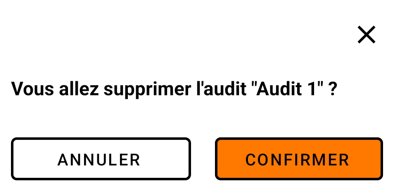 Vous allez supprimer l'audit "Audit 1" ?
ANNULER CONFIRMER